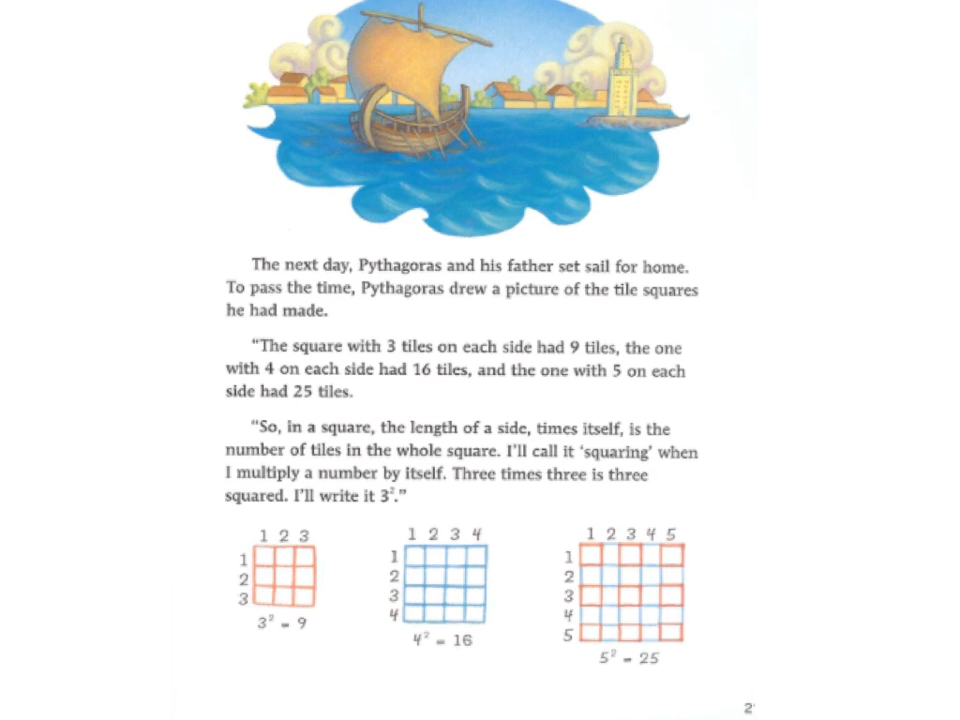 The next day, Pythagoras and his father set sail for home.
To pass the time, Pythagoras drew a picture of the tile squares
he had made.
"The square with 3 tiles on each side had 9 tiles, the one
with 4 on each side had 16 tiles, and the one with 5 on each
side had 25 tiles.
"So, in a square, the length of a side, times itself, is the
number of tiles in the whole square. I'll call it 'squaring' when
I multiply a number by itself. Three times three is three
squared. I'll write it 3²."
1 2 3
1
2
3
3² = 9
1 2 3 4
1
2
3
4
4² = 16
1 2 3 4 5
1
2
3
4
5
5² = 25